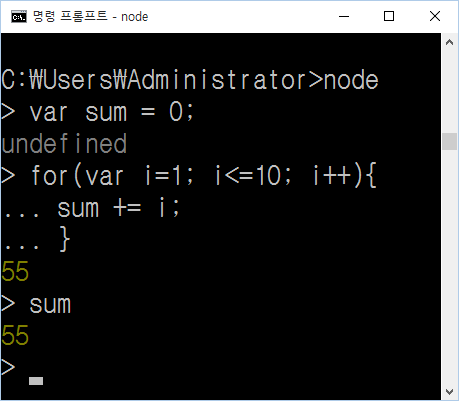 명령 프롬프트 - node
C:₩Users₩Administrator>node
> var sum = 0;
undefined
> for(var i=1; i<=10; i++){
... sum += i;
... }
55
> sum
55
>